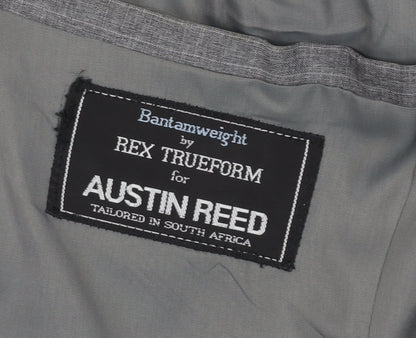 Bantamweight
by
REX TRUEFORM
for
AUSTIN REED
TAILORED IN SOUTH AFRICA